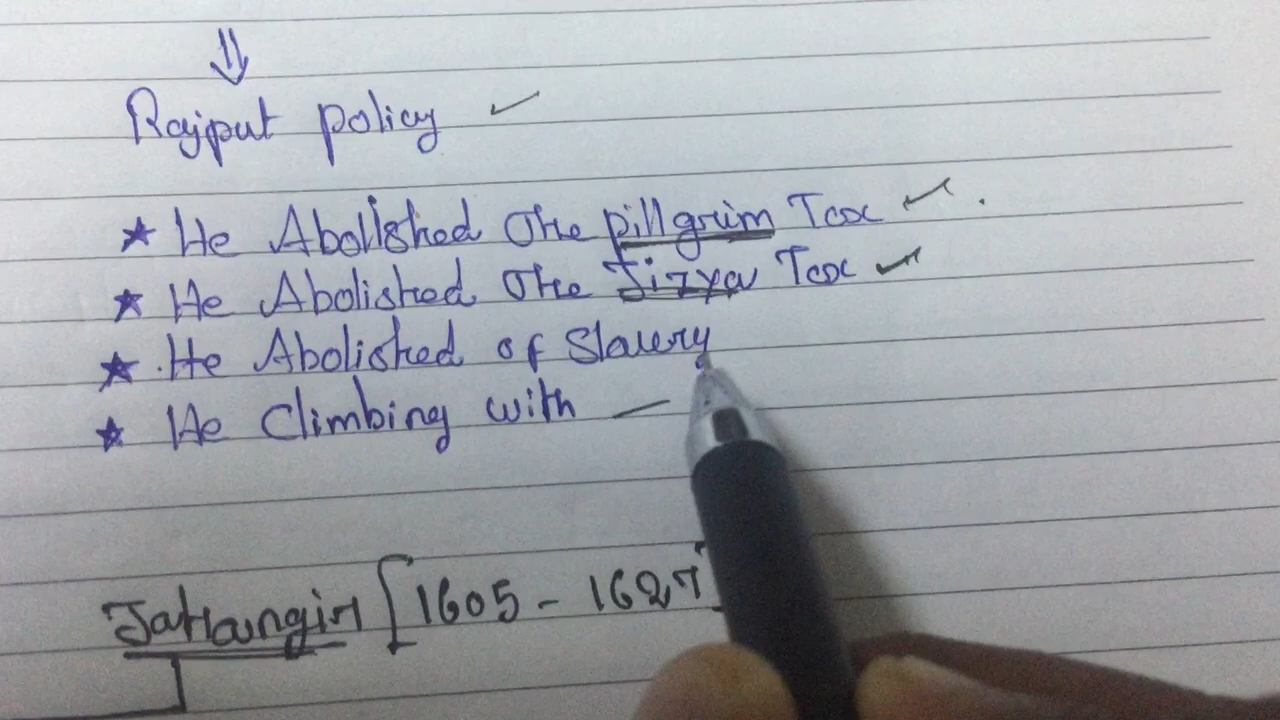 ⇓
Rajput policy ✓
★ He Abolished The pillgrim Tax ✓.
★ He Abolished The Jizya Tax ✓
★ .He Abolished of Slavery
★ He Climbing with —
Jahangir [1605 - 1627]